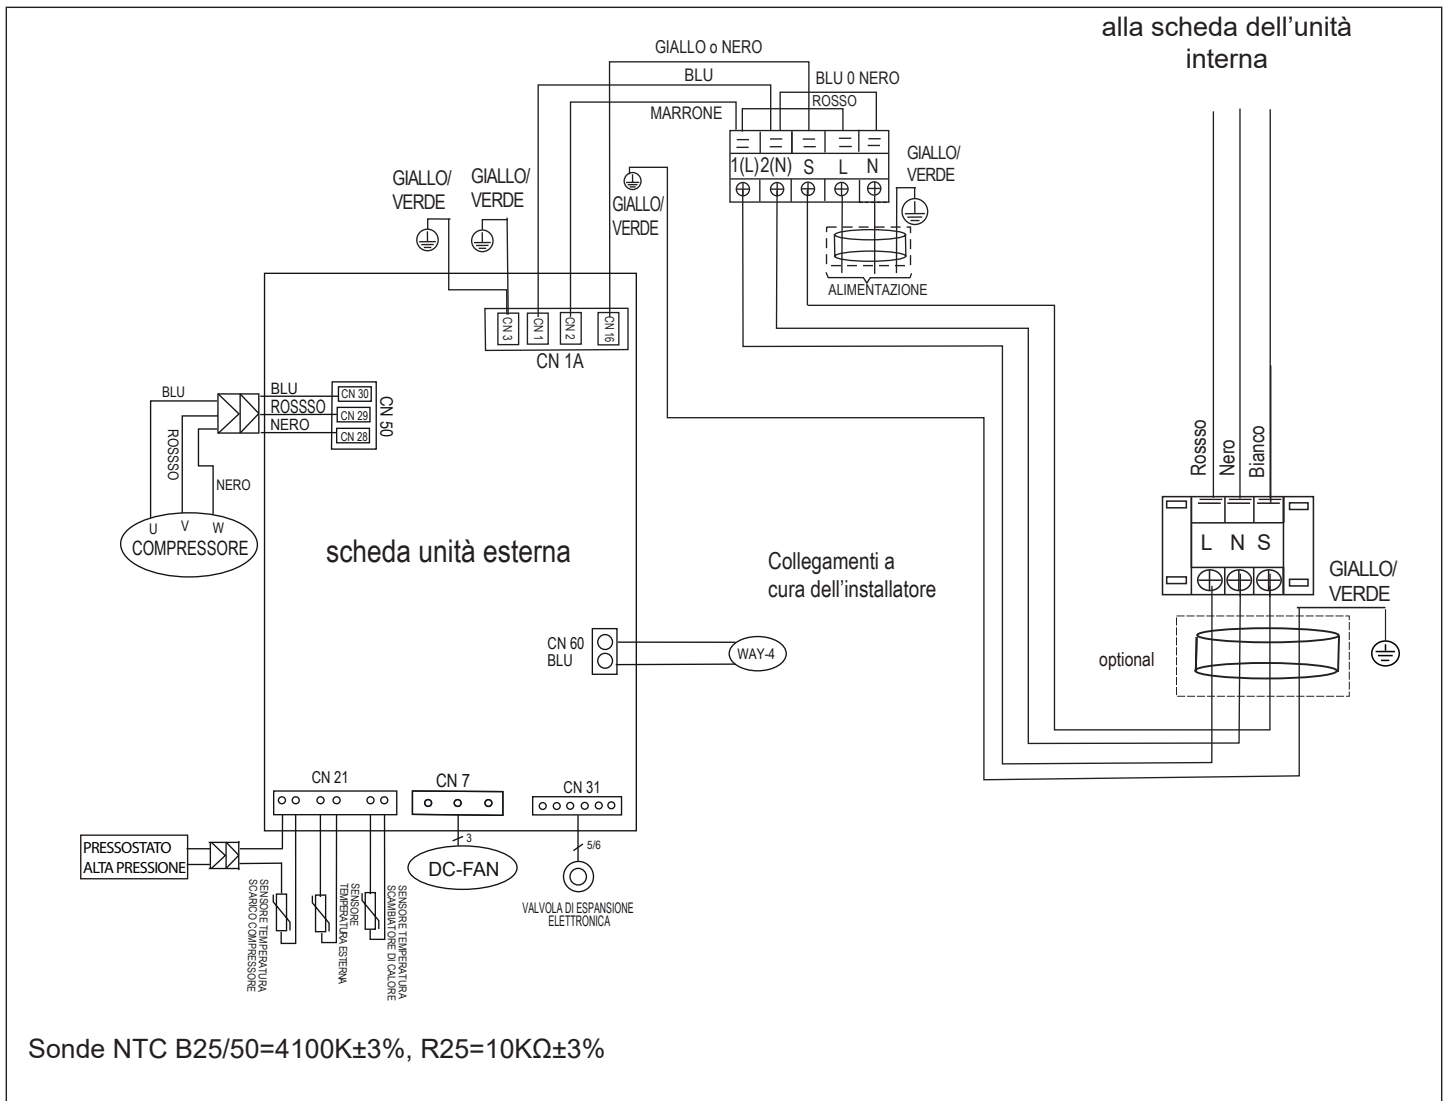 alla scheda dell’unità
interna
GIALLO o NERO
BLU
BLU 0 NERO
ROSSO
MARRONE
1(L) 2(N) S L N
GIALLO/
VERDE
GIALLO/
VERDE
GIALLO/
VERDE
GIALLO/
VERDE
ALIMENTAZIONE
CN 3
CN 1
CN 2
CN 16
CN 1A
BLU
BLU
ROSSSO
NERO
CN 30
CN 29
CN 28
CN 50
ROSSSO
NERO
U V W
COMPRESSORE
scheda unità esterna
Collegamenti a
cura dell’installatore
Rossso
Nero
Bianco
L N S
GIALLO/
VERDE
optional
CN 60
BLU
WAY-4
CN 21
CN 7
CN 31
PRESSOSTATO
ALTA PRESSIONE
3
DC-FAN
5/6
VALVOLA DI ESPANSIONE
ELETTRONICA
SENSORE TEMPERATURA
SCARICO COMPRESSORE
SENSORE
TEMPERATURA ESTERNA
SENSORE TEMPERATURA
SCAMBIATORE DI CALORE
Sonde NTC B25/50=4100K±3%, R25=10KΩ±3%